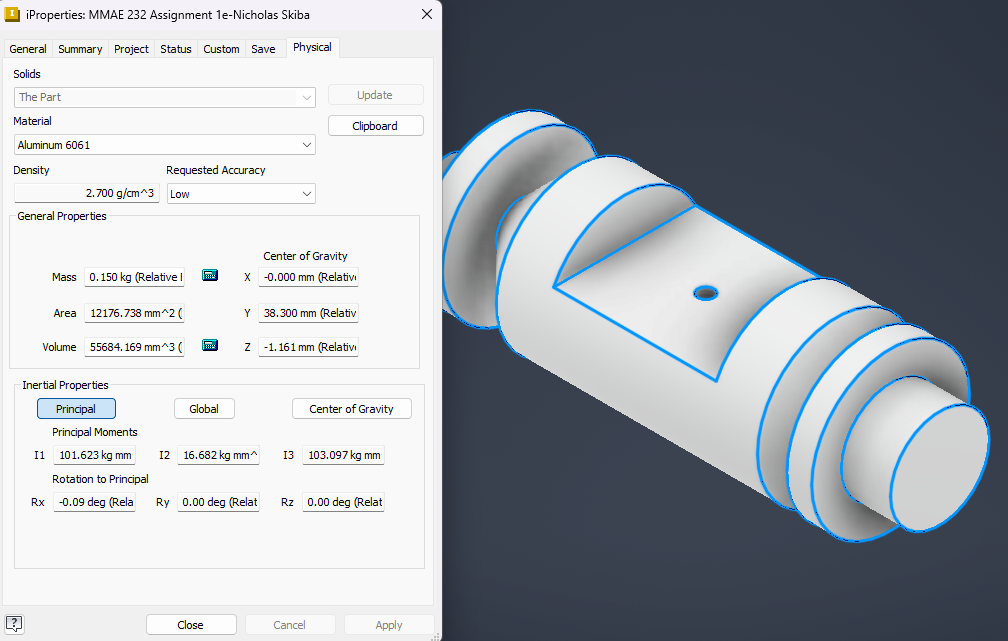 iProperties: MMAE 232 Assignment 1e-Nicholas Skiba
General Summary Project Status Custom Save Physical
Solids
The Part Update
Material Clipboard
Aluminum 6061
Density Requested Accuracy
2.700 g/cm^3 Low
General Properties
Center of Gravity
Mass 0.150 kg (Relative X -0.000 mm (Relative
Area 12176.738 mm^2 ( Y 38.300 mm (Relativ
Volume 55684.169 mm^3 ( Z -1.161 mm (Relative
Inertial Properties
Principal Global Center of Gravity
Principal Moments
I1 101.623 kg mm I2 16.682 kg mm^ I3 103.097 kg mm
Rotation to Principal
Rx -0.09 deg (Rela Ry 0.00 deg (Relat Rz 0.00 deg (Relat
? Close Cancel Apply